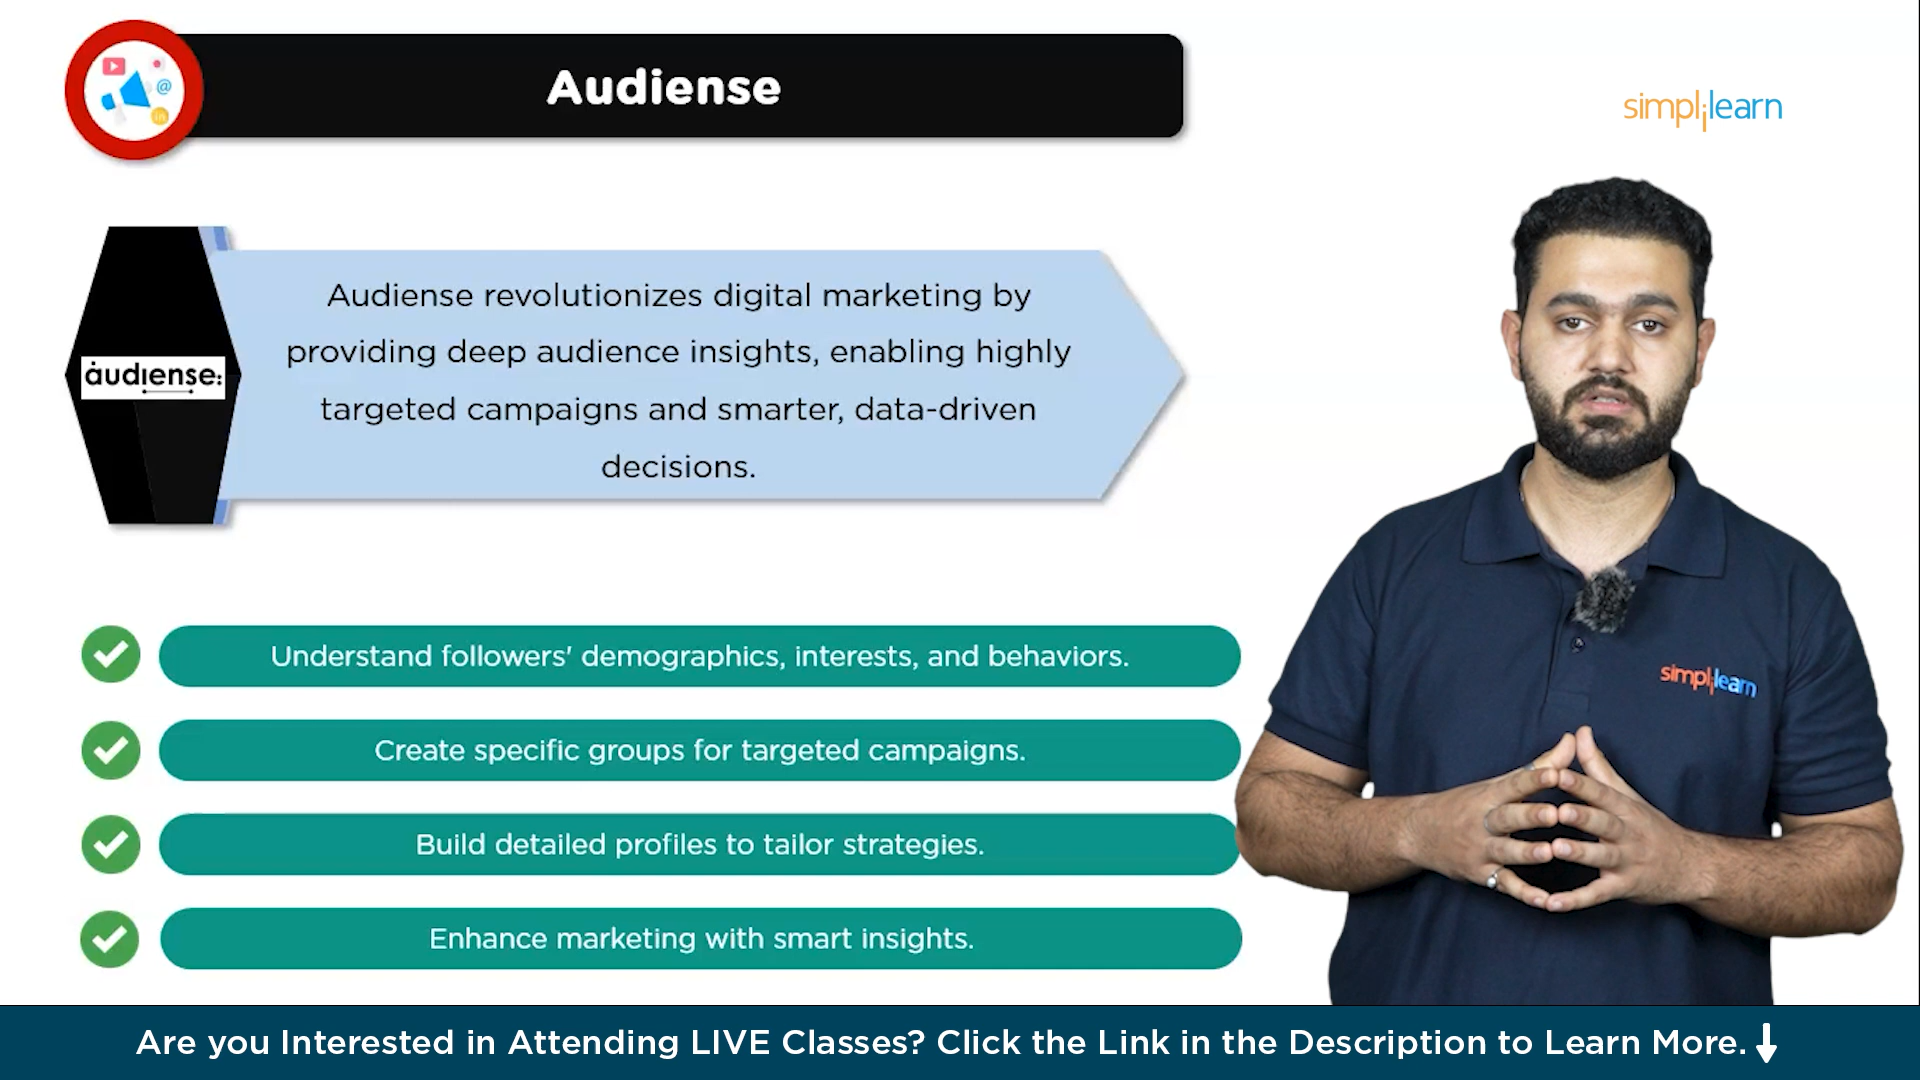 Audiense
simplilearn
Audiense revolutionizes digital marketing by
providing deep audience insights, enabling highly
targeted campaigns and smarter, data-driven
decisions.
audiense:
Understand followers' demographics, interests, and behaviors.
Create specific groups for targeted campaigns.
Build detailed profiles to tailor strategies.
Enhance marketing with smart insights.
simplilearn
Are you Interested in Attending LIVE Classes? Click the Link in the Description to Learn More.